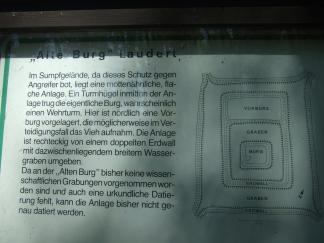 „Alte Burg" Laudert
Im Sumpfgelände, da dieses Schutz gegen
Angreifer bot, liegt eine mottenähnliche, fla-
che Anlage. Ein Turmhügel inmitten der An-
lage trug die eigentliche Burg, wahrscheinlich
einen Wehrturm. Hier ist nördlich eine Vor-
burg vorgelagert, die möglicherweise im Ver-
teidigungsfall das Vieh aufnahm. Die Anlage
ist rechteckig von einem doppelten Erdwall
mit dazwischenliegendem breitem Wasser-
graben umgeben.
Da an der „Alten Burg" bisher keine wissen-
schaftlichen Grabungen vorgenommen wor-
den sind und auch eine urkundliche Datie-
rung fehlt, kann die Anlage bisher nicht ge-
nau datiert werden.
VORBURG
GRABEN
BURG
ERDWALL
GRABEN
ERDWALL